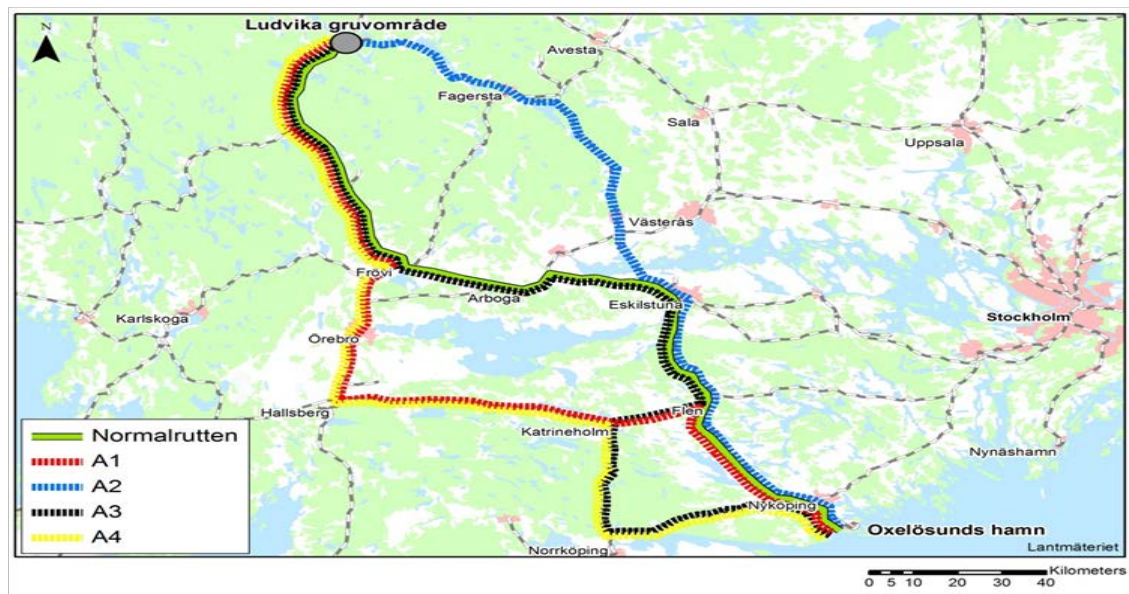 Ludvika gruvområde
N
Avesta
Fagersta
Sala
Uppsala
Västerås
Frövi
Arboga
Eskilstuna
Karlskoga
Stockholm
Örebro
Hallsberg
Flen
Katrineholm
Nynäshamn
Nyköping
Oxelösunds hamn
Norrköping
Lantmäteriet
Normalrutten
A1
A2
A3
A4
Kilometers
0 5 10 20 30 40